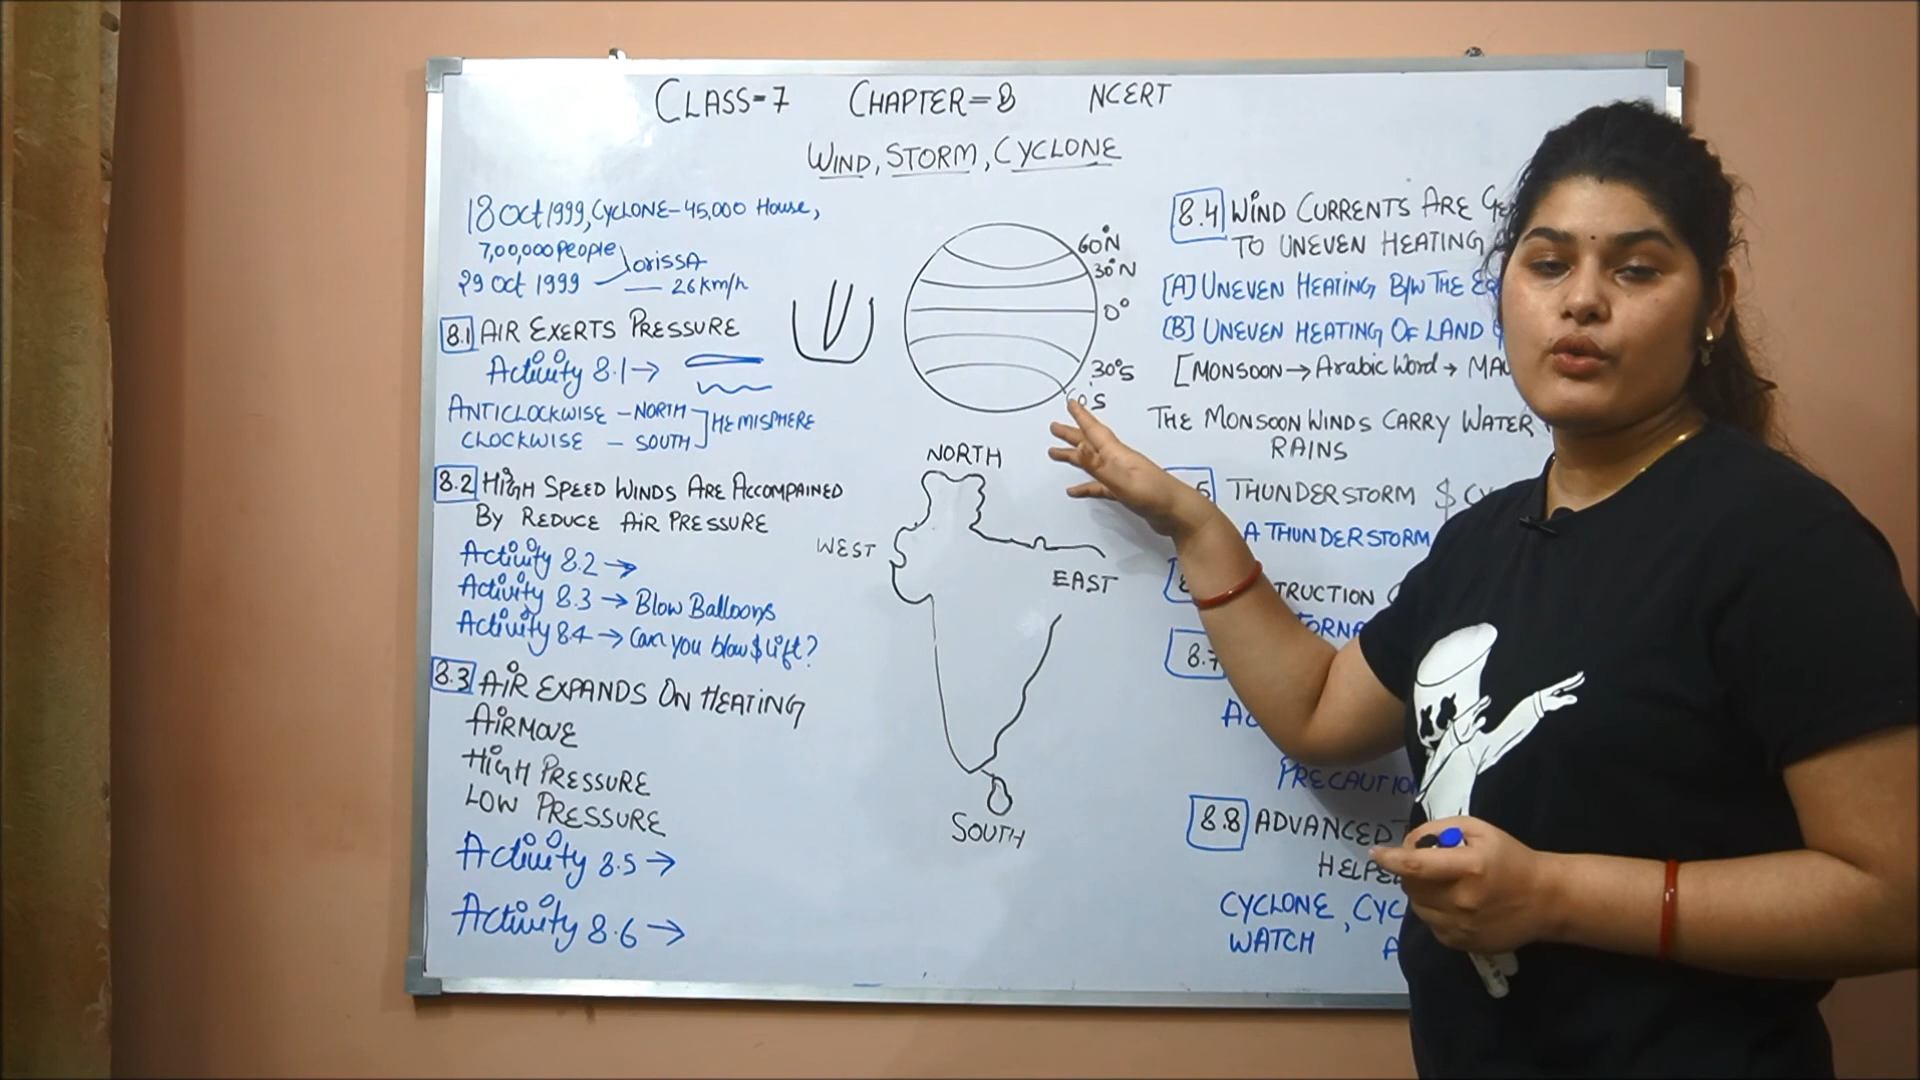 CLASS-7 CHAPTER-8 NCERT
WIND, STORM, CYCLONE
18 Oct 1999, CYCLONE-45,000 House,
7,00,000 People
ORISSA
29 Oct 1999 — 26 km/h
8.1 AIR EXERTS PRESSURE
Activity 8.1 →
ANTICLOCKWISE - NORTH
CLOCKWISE - SOUTH
HEMISPHERE
8.2 HIGH SPEED WINDS ARE ACCOMPAINED
BY REDUCE AIR PRESSURE
Activity 8.2 →
Activity 8.3 → Blow Balloons
Activity 8.4 → Can you blow $ lift?
8.3 AIR EXPANDS ON HEATING
AIR MOVE
HIGH PRESSURE
LOW PRESSURE
Activity 8.5 →
Activity 8.6 →
60°N
30°N
0°
30°S
60°S
NORTH
WEST
EAST
SOUTH
8.4 WIND CURRENTS ARE
TO UNEVEN HEATING
[A] UNEVEN HEATING B/W THE
[B] UNEVEN HEATING OF LAND
[MONSOON → Arabic Word →
THE MONSOON WINDS CARRY WATER
RAINS
THUNDERSTORM $
A THUNDERSTORM
8.7
PRECAUTION
8.8 ADVANCED
CYCLONE,
WATCH